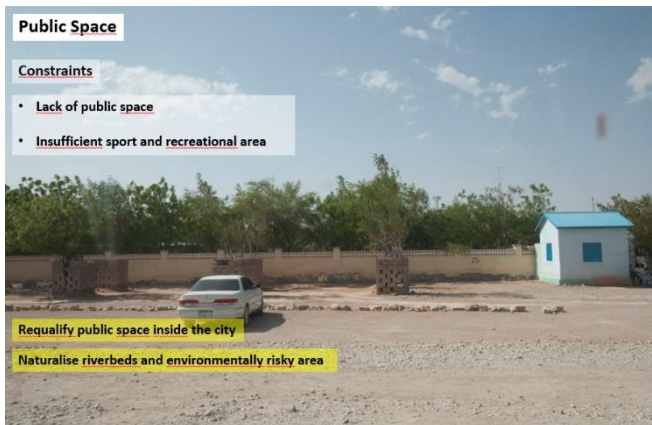 Public Space
Constraints
• Lack of public space
• Insufficient sport and recreational area
Requalify public space inside the city
Naturalise riverbeds and environmentally risky area